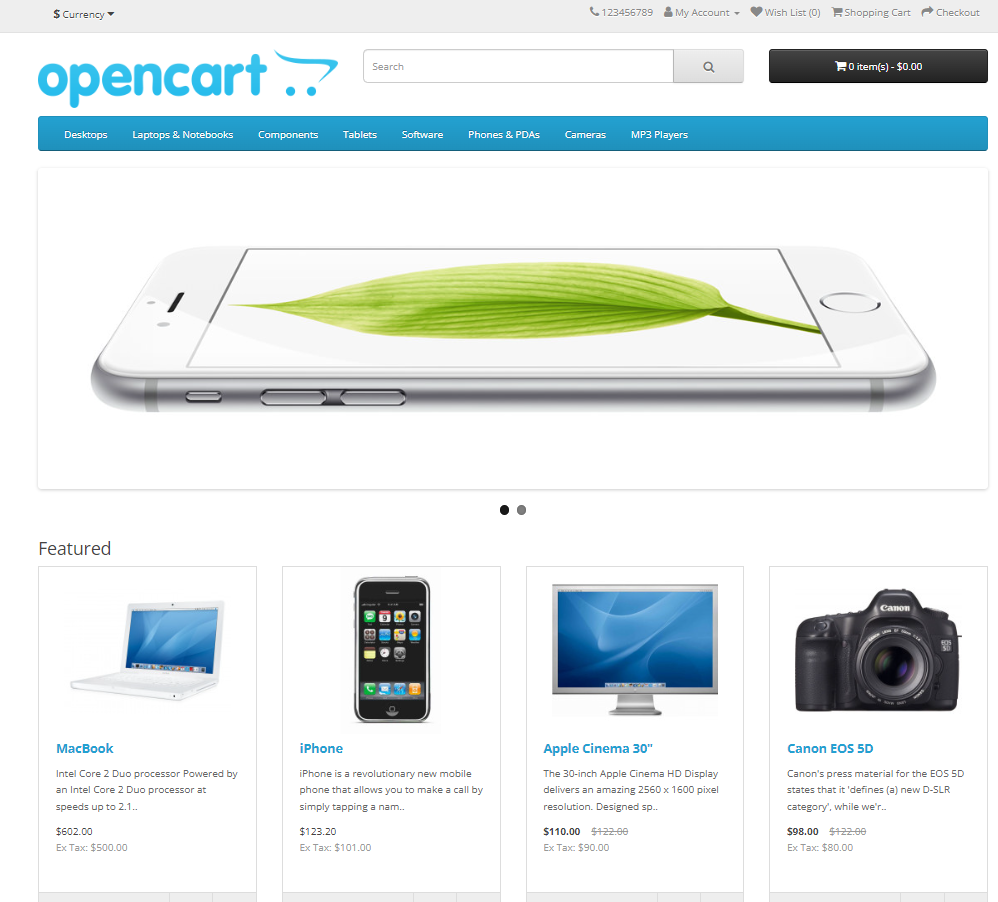 $ Currency
123456789 My Account Wish List (0) Shopping Cart Checkout
opencart
Search
0 item(s) - $0.00
Desktops Laptops & Notebooks Components Tablets Software Phones & PDAs Cameras MP3 Players
Featured
Canon
EOS
5D
MacBook
Intel Core 2 Duo processor Powered by
an Intel Core 2 Duo processor at
speeds up to 2.1..
$602.00
Ex Tax: $500.00
iPhone
iPhone is a revolutionary new mobile
phone that allows you to make a call by
simply tapping a nam..
$123.20
Ex Tax: $101.00
Apple Cinema 30"
The 30-inch Apple Cinema HD Display
delivers an amazing 2560 x 1600 pixel
resolution. Designed sp..
$110.00 $122.00
Ex Tax: $90.00
Canon EOS 5D
Canon's press material for the EOS 5D
states that it 'defines (a) new D-SLR
category', while we'r..
$98.00 $122.00
Ex Tax: $80.00